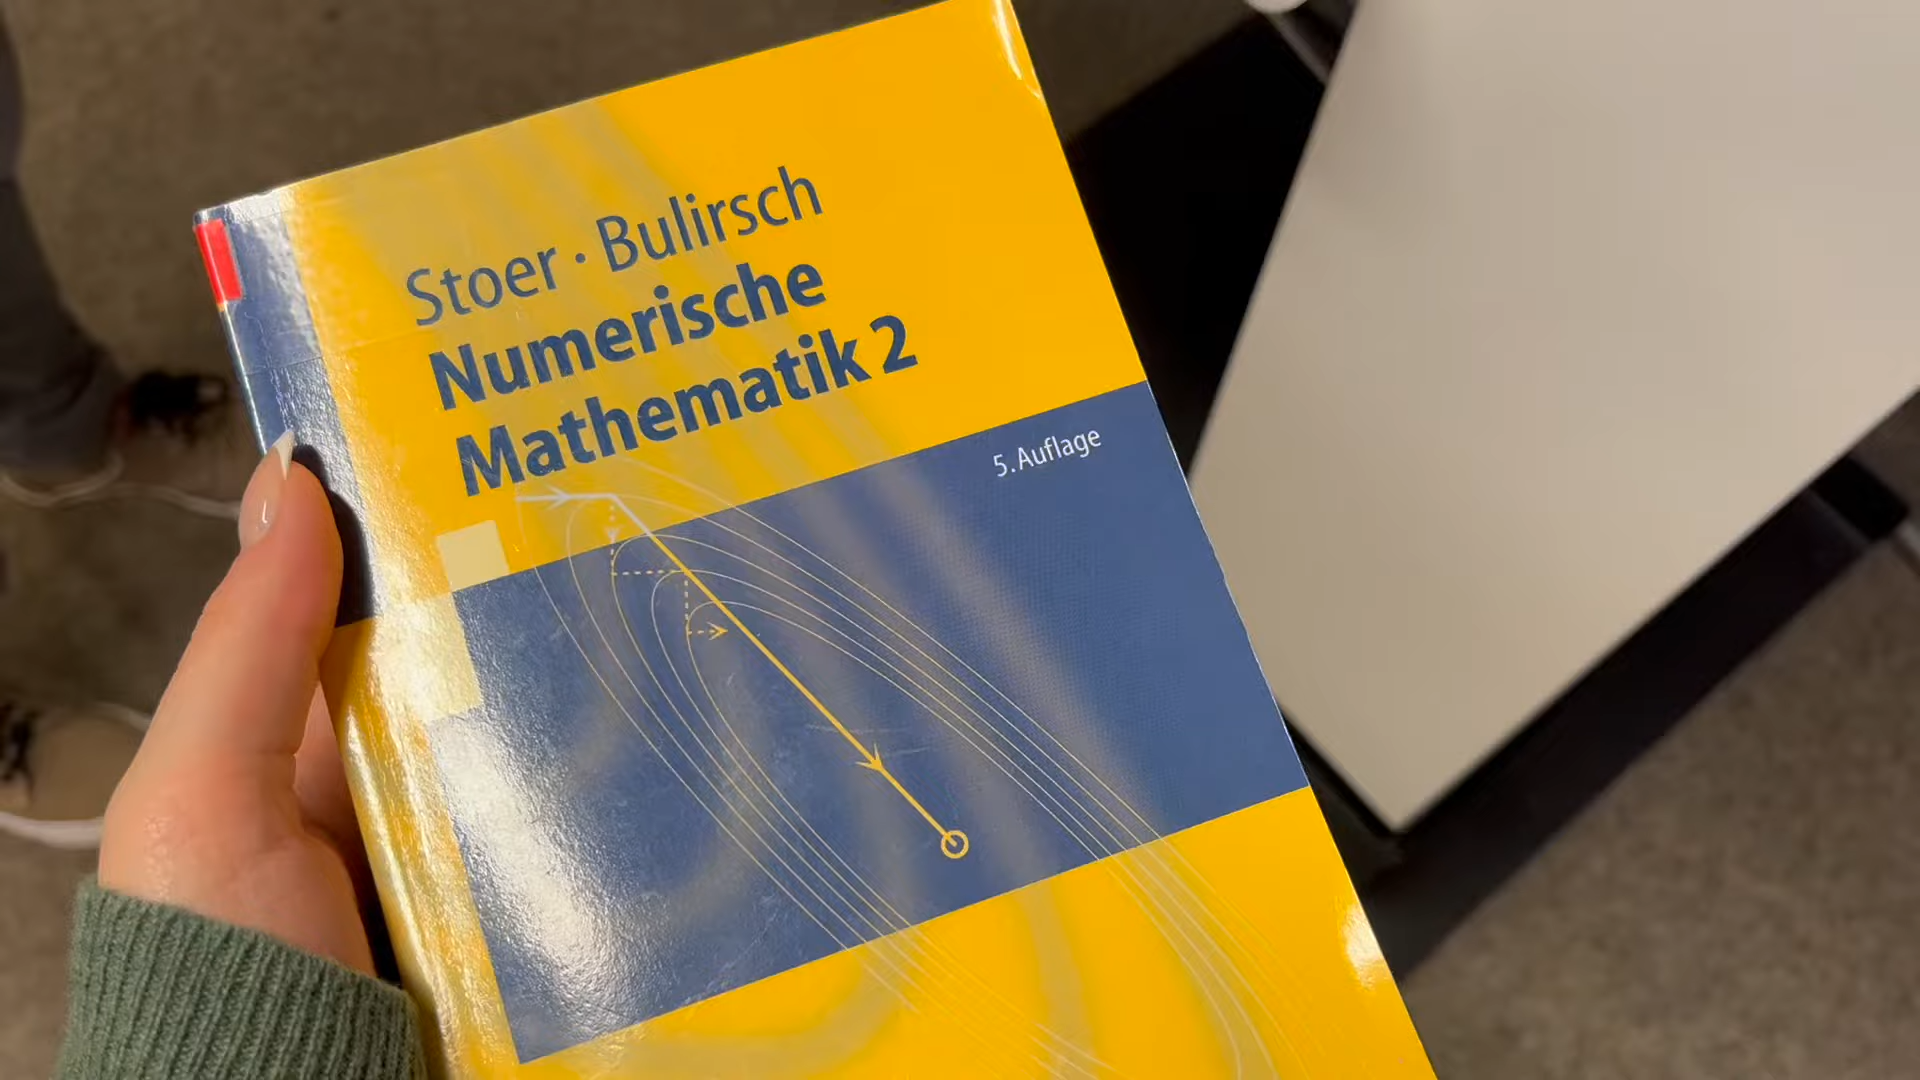 Stoer · Bulirsch
Numerische
Mathematik 2
5. Auflage